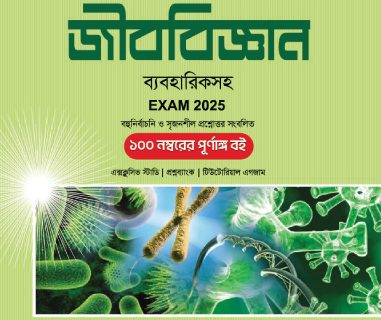 জীববিজ্ঞান
ব্যবহারিকসহ
EXAM 2025
বহুনির্বাচনি ও সৃজনশীল প্রশ্নোত্তর সংবলিত
১০০ নম্বরের পূর্ণাঙ্গ বই
এক্সক্লুসিভ স্টাডি | প্রশ্নব্যাংক | টিউটোরিয়াল এগজাম